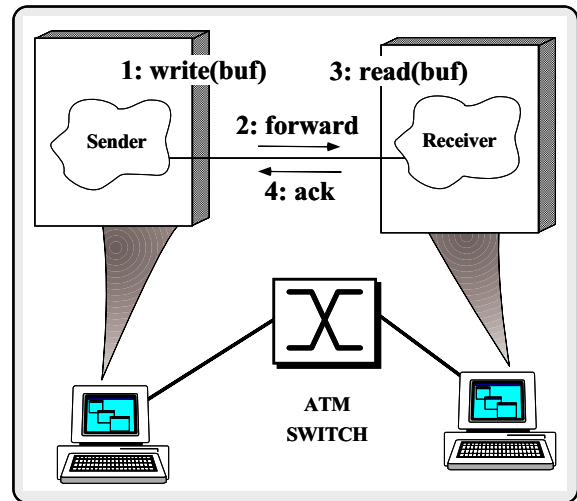 1: write(buf)
3: read(buf)
Sender
2: forward
Receiver
4: ack
ATM
SWITCH